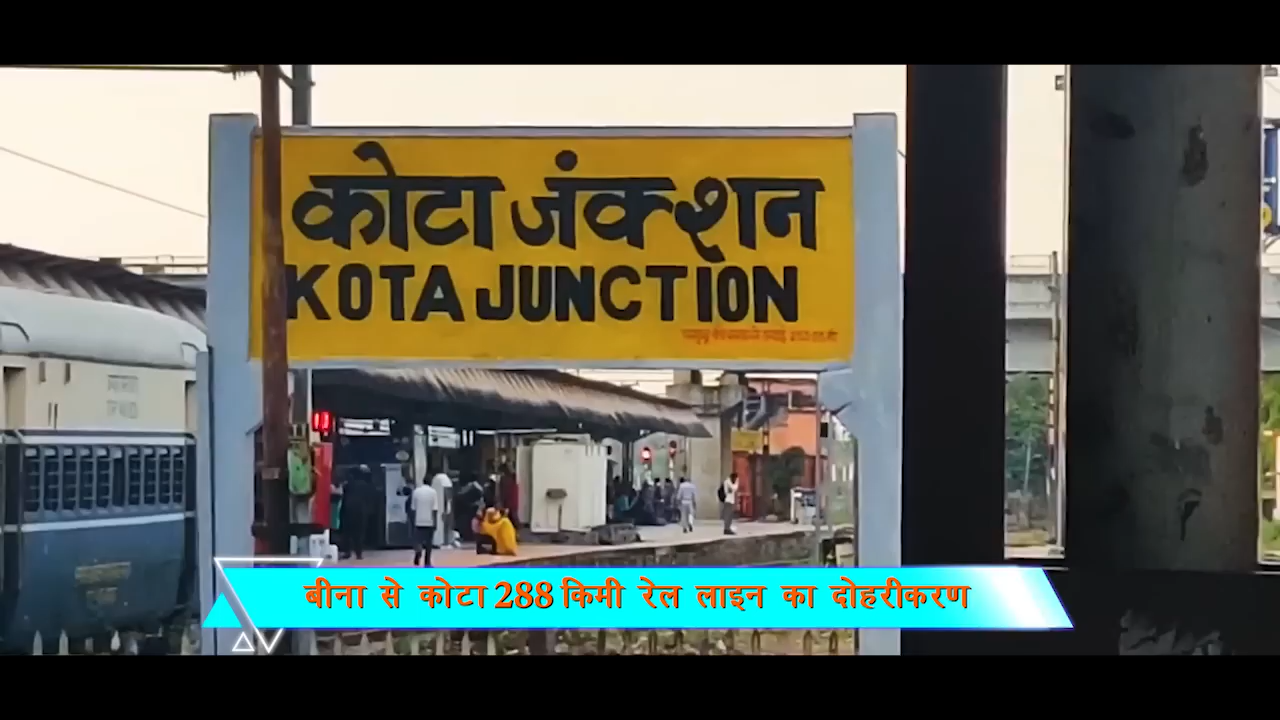 कोटा जंक्शन
KOTA JUNCTION
बीना से कोटा 288 किमी रेल लाइन का दोहरीकरण